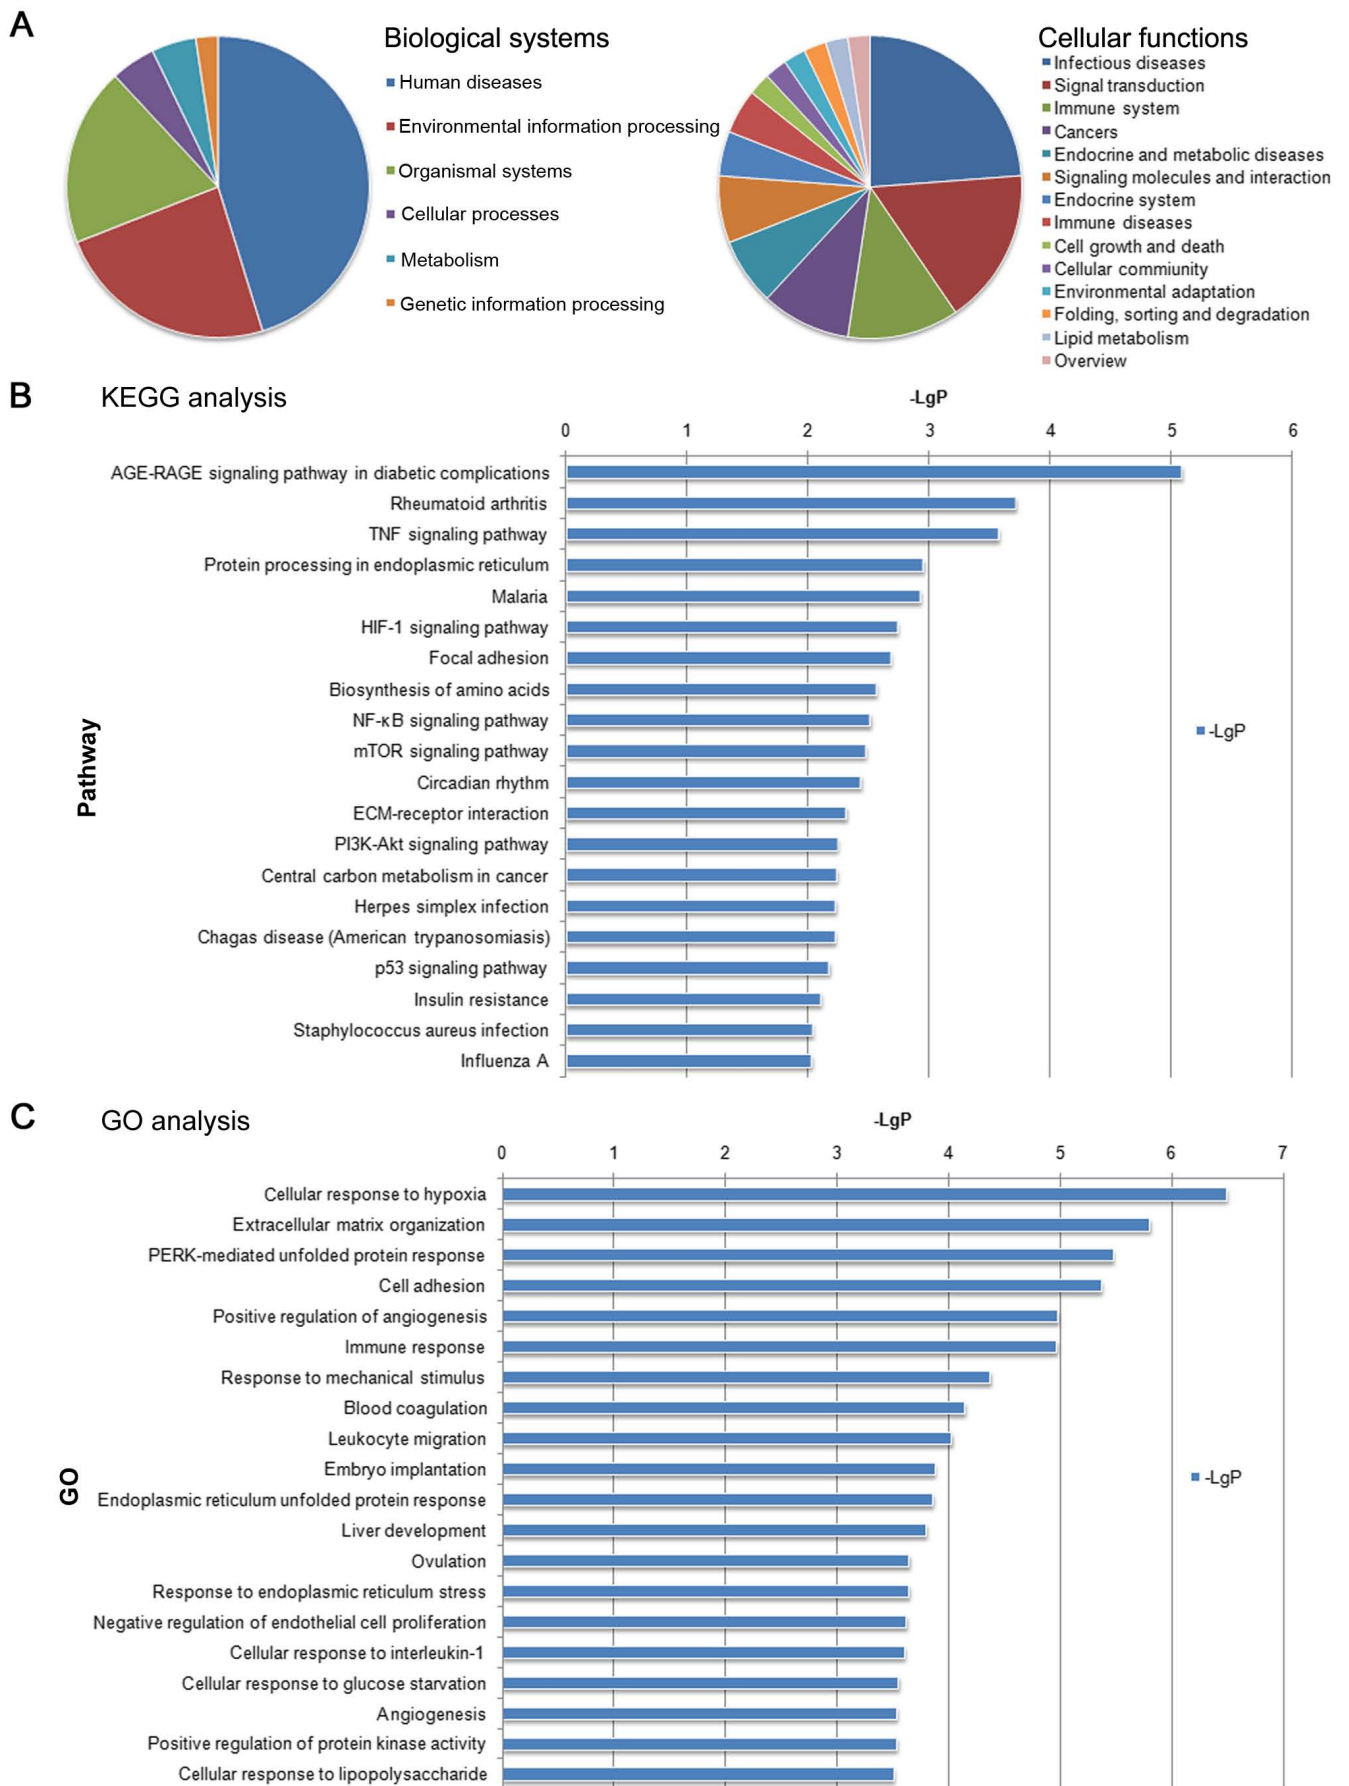 A
Biological systems
Human diseases
Environmental information processing
Organismal systems
Cellular processes
Metabolism
Genetic information processing
Cellular functions
Infectious diseases
Signal transduction
Immune system
Cancers
Endocrine and metabolic diseases
Signaling molecules and interaction
Endocrine system
Immune diseases
Cell growth and death
Cellular commiunity
Environmental adaptation
Folding, sorting and degradation
Lipid metabolism
Overview
B
KEGG analysis
-LgP
0 1 2 3 4 5 6
AGE-RAGE signaling pathway in diabetic complications
Rheumatoid arthritis
TNF signaling pathway
Protein processing in endoplasmic reticulum
Malaria
HIF-1 signaling pathway
Focal adhesion
Biosynthesis of amino acids
NF-κB signaling pathway
mTOR signaling pathway
Circadian rhythm
ECM-receptor interaction
PI3K-Akt signaling pathway
Central carbon metabolism in cancer
Herpes simplex infection
Chagas disease (American trypanosomiasis)
p53 signaling pathway
Insulin resistance
Staphylococcus aureus infection
Influenza A
Pathway
-LgP
C
GO analysis
-LgP
0 1 2 3 4 5 6 7
Cellular response to hypoxia
Extracellular matrix organization
PERK-mediated unfolded protein response
Cell adhesion
Positive regulation of angiogenesis
Immune response
Response to mechanical stimulus
Blood coagulation
Leukocyte migration
Embryo implantation
Endoplasmic reticulum unfolded protein response
Liver development
Ovulation
Response to endoplasmic reticulum stress
Negative regulation of endothelial cell proliferation
Cellular response to interleukin-1
Cellular response to glucose starvation
Angiogenesis
Positive regulation of protein kinase activity
Cellular response to lipopolysaccharide
GO
-LgP